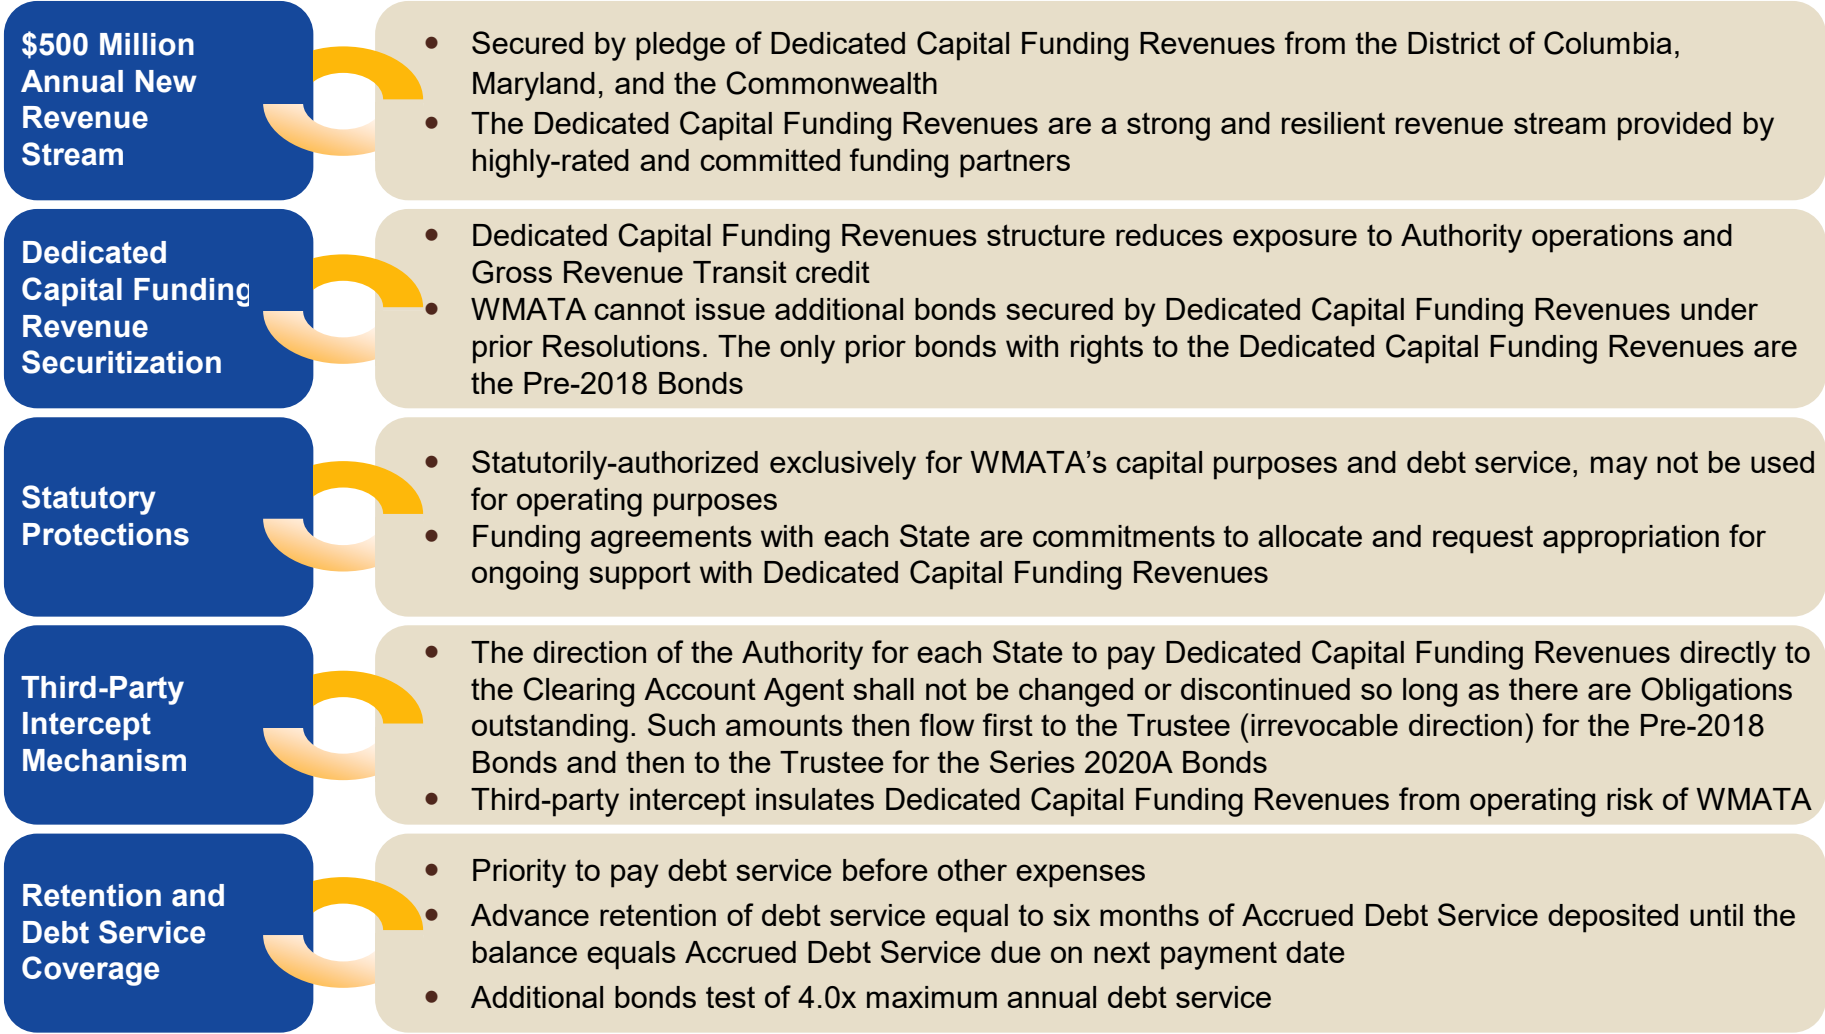 $500 Million
Annual New
Revenue
Stream
• Secured by pledge of Dedicated Capital Funding Revenues from the District of Columbia,
Maryland, and the Commonwealth
• The Dedicated Capital Funding Revenues are a strong and resilient revenue stream provided by
highly-rated and committed funding partners
Dedicated
Capital Funding
Revenue
Securitization
• Dedicated Capital Funding Revenues structure reduces exposure to Authority operations and
Gross Revenue Transit credit
• WMATA cannot issue additional bonds secured by Dedicated Capital Funding Revenues under
prior Resolutions. The only prior bonds with rights to the Dedicated Capital Funding Revenues are
the Pre-2018 Bonds
Statutory
Protections
• Statutorily-authorized exclusively for WMATA’s capital purposes and debt service, may not be used
for operating purposes
• Funding agreements with each State are commitments to allocate and request appropriation for
ongoing support with Dedicated Capital Funding Revenues
Third-Party
Intercept
Mechanism
• The direction of the Authority for each State to pay Dedicated Capital Funding Revenues directly to
the Clearing Account Agent shall not be changed or discontinued so long as there are Obligations
outstanding. Such amounts then flow first to the Trustee (irrevocable direction) for the Pre-2018
Bonds and then to the Trustee for the Series 2020A Bonds
• Third-party intercept insulates Dedicated Capital Funding Revenues from operating risk of WMATA
Retention and
Debt Service
Coverage
• Priority to pay debt service before other expenses
• Advance retention of debt service equal to six months of Accrued Debt Service deposited until the
balance equals Accrued Debt Service due on next payment date
• Additional bonds test of 4.0x maximum annual debt service